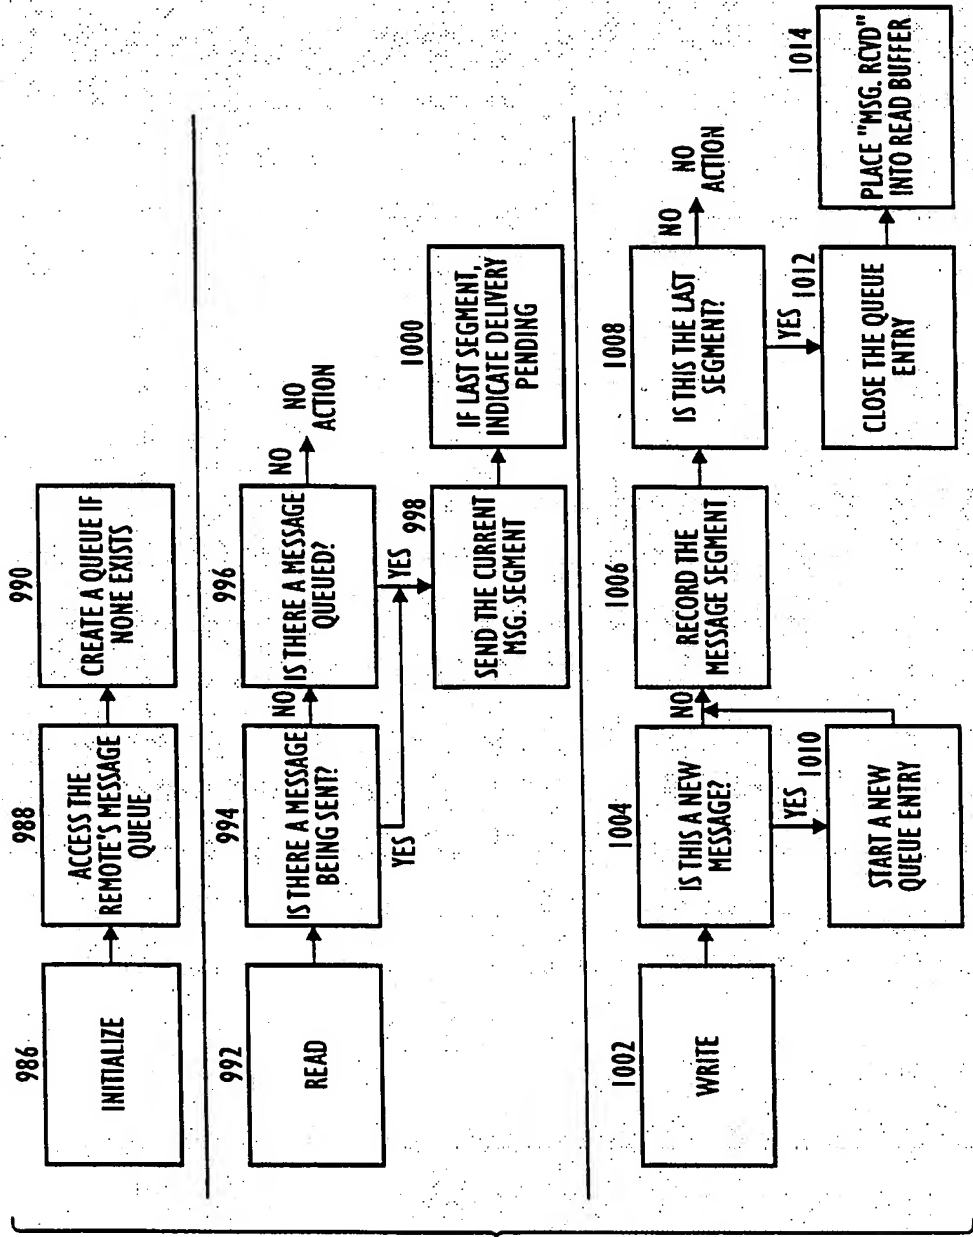 986
INITIALIZE
988
ACCESS THE
REMOTE'S MESSAGE
QUEUE
990
CREATE A QUEUE IF
NONE EXISTS
992
READ
994
IS THERE A MESSAGE
BEING SENT?
NO
YES
996
IS THERE A MESSAGE
QUEUED?
NO
NO
ACTION
YES
998
SEND THE CURRENT
MSG. SEGMENT
1000
IF LAST SEGMENT,
INDICATE DELIVERY
PENDING
1002
WRITE
1004
IS THIS A NEW
MESSAGE?
NO
YES
1010
START A NEW
QUEUE ENTRY
1006
RECORD THE
MESSAGE SEGMENT
1008
IS THIS THE LAST
SEGMENT?
NO
NO
ACTION
YES
1012
CLOSE THE QUEUE
ENTRY
1014
PLACE "MSG. RCVD"
INTO READ BUFFER